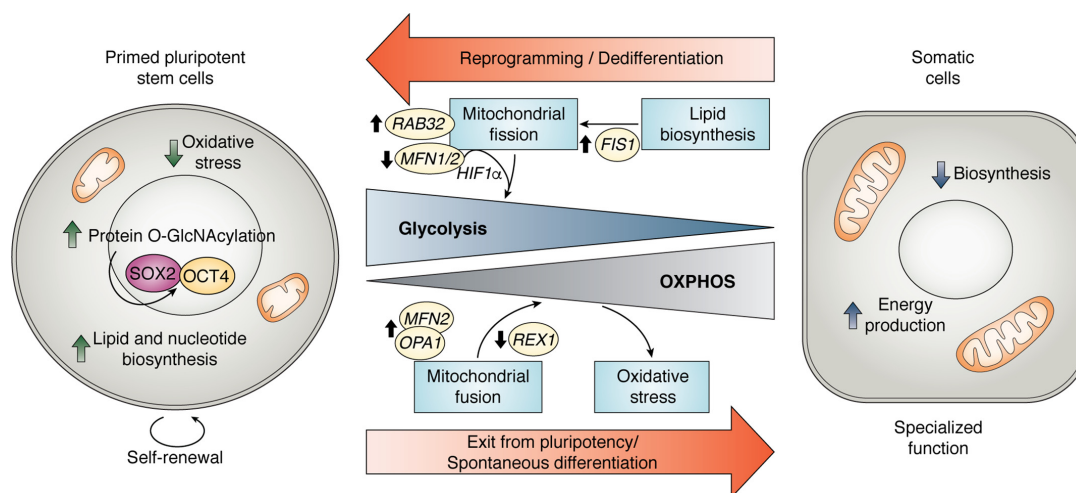 Primed pluripotent
stem cells
Oxidative
stress
Protein O-GlcNAcylation
SOX2
OCT4
Lipid and nucleotide
biosynthesis
Self-renewal
Reprogramming / Dedifferentiation
RAB32
Mitochondrial
fission
Lipid
biosynthesis
MFN1/2
FIS1
HIF1α
Glycolysis
OXPHOS
MFN2
OPA1
REX1
Mitochondrial
fusion
Oxidative
stress
Exit from pluripotency/
Spontaneous differentiation
Somatic
cells
Biosynthesis
Energy
production
Specialized
function